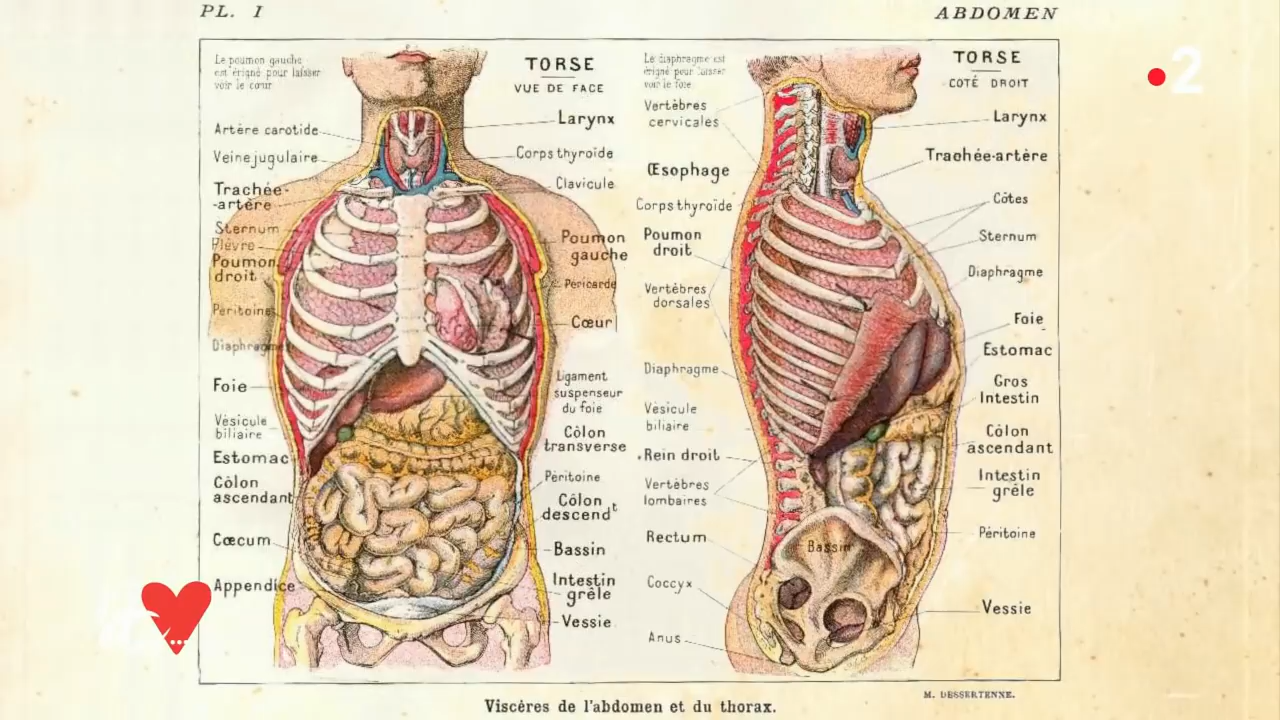 PL. I
ABDOMEN
Le poumon gauche
est érigné pour laisser
voir le cœur
TORSE
VUE DE FACE
Artère carotide
Veine jugulaire
Trachée-
-artère
Sternum
Plèvre
Poumon
droit
Péritoine
Diaphragme
Foie
Vésicule
biliaire
Estomac
Côlon
ascendant
Cœcum
Appendice
Larynx
Corps thyroïde
Clavicule
Poumon
gauche
Péricarde
Cœur
Ligament
suspenseur
du foie
Côlon
transverse
Péritoine
Côlon
descendt
Bassin
Intestin
grêle
Vessie
Le diaphragme est
érigné pour laisser
voir le foie
TORSE
COTÉ DROIT
Vertèbres
cervicales
Œsophage
Corps thyroïde
Poumon
droit
Vertèbres
dorsales
Diaphragme
Vésicule
biliaire
Rein droit
Vertèbres
lombaires
Rectum
Coccyx
Anus
Larynx
Trachée-artère
Côtes
Sternum
Diaphragme
Foie
Estomac
Gros
Intestin
Côlon
ascendant
Intestin
grêle
Péritoine
Vessie
Bassin
M. DESSERTENNE.
Viscères de l'abdomen et du thorax.
2